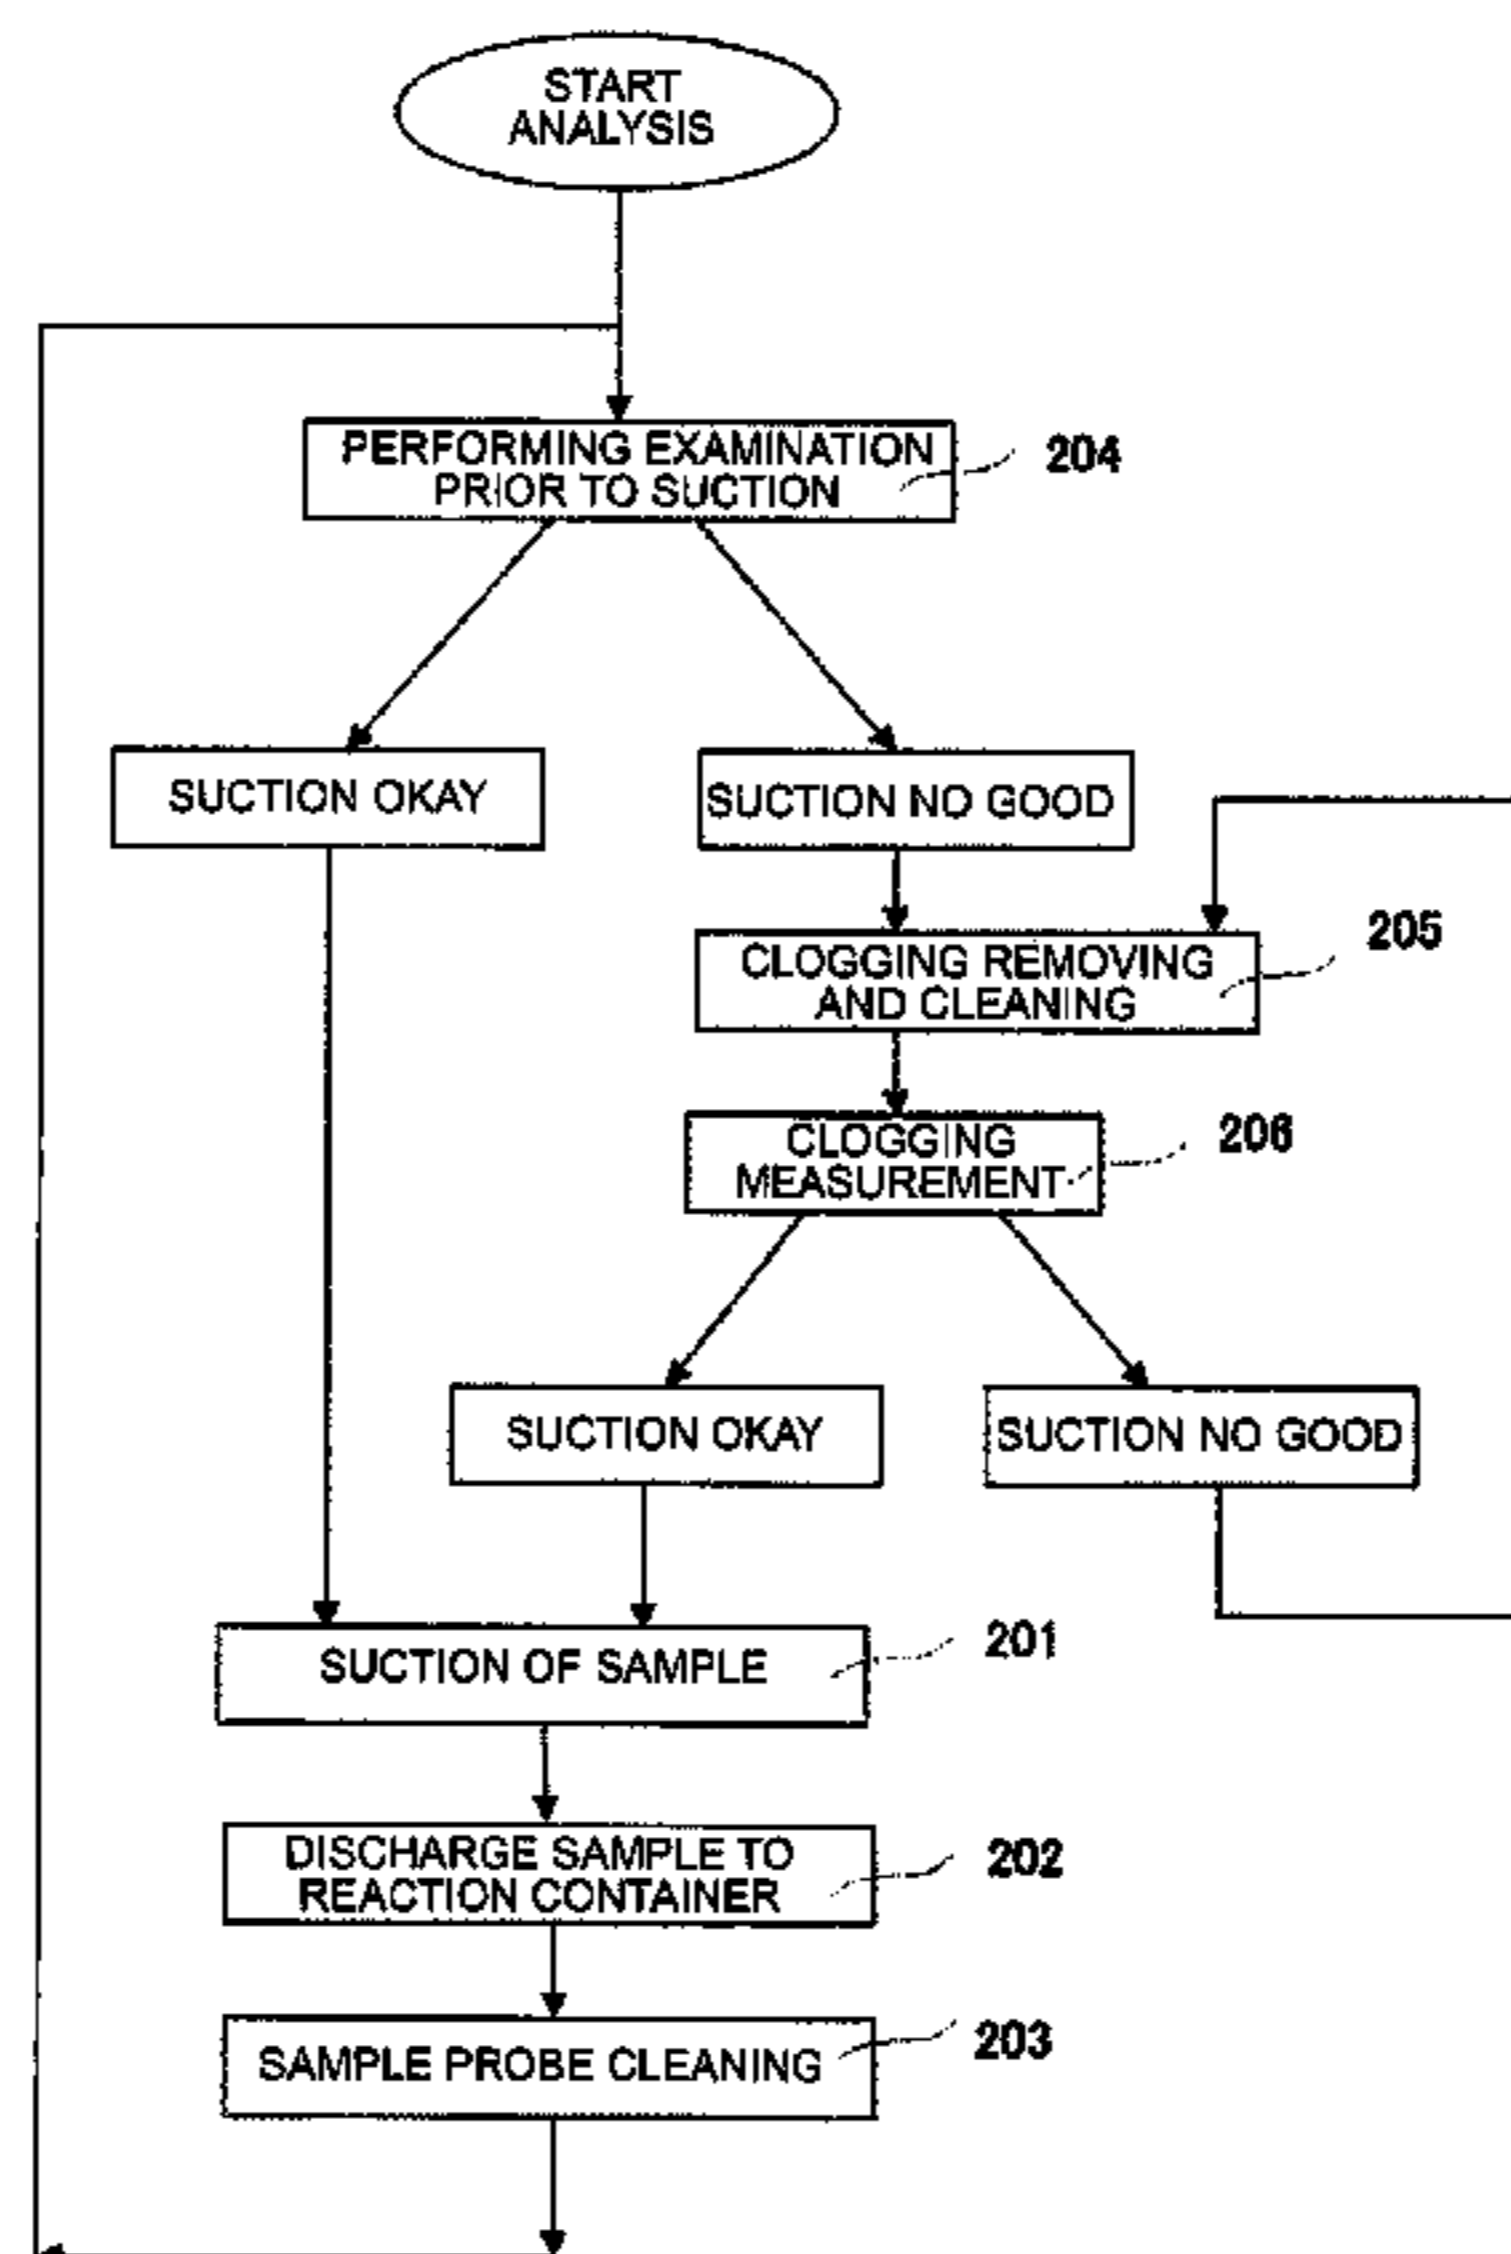 START
ANALYSIS
PERFORMING EXAMINATION
PRIOR TO SUCTION
204
SUCTION OKAY
SUCTION NO GOOD
CLOGGING REMOVING
AND CLEANING
205
CLOGGING
MEASUREMENT
206
SUCTION OKAY
SUCTION NO GOOD
SUCTION OF SAMPLE
201
DISCHARGE SAMPLE TO
REACTION CONTAINER
202
SAMPLE PROBE CLEANING
203